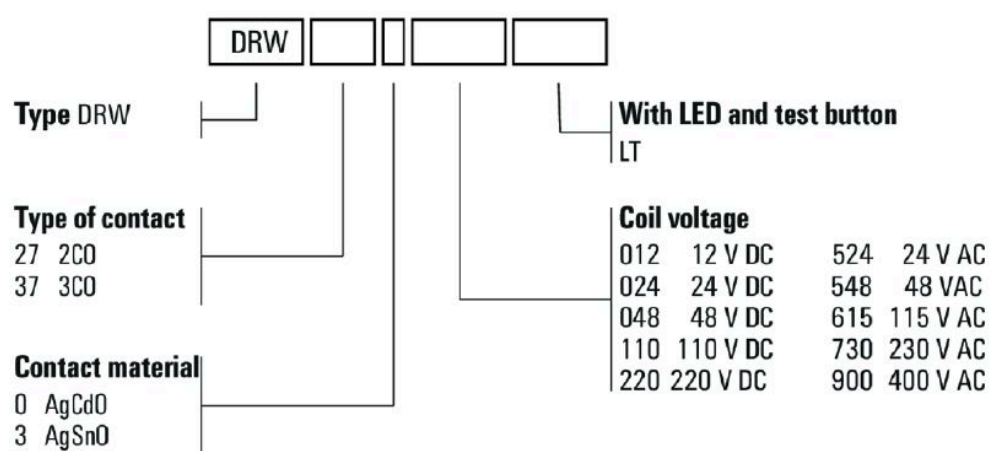 DRW
Type DRW
With LED and test button
LT
Type of contact
27 2CO
37 3CO
Contact material
0 AgCdO
3 AgSnO
Coil voltage
012 12 V DC 524 24 V AC
024 24 V DC 548 48 VAC
048 48 V DC 615 115 V AC
110 110 V DC 730 230 V AC
220 220 V DC 900 400 V AC